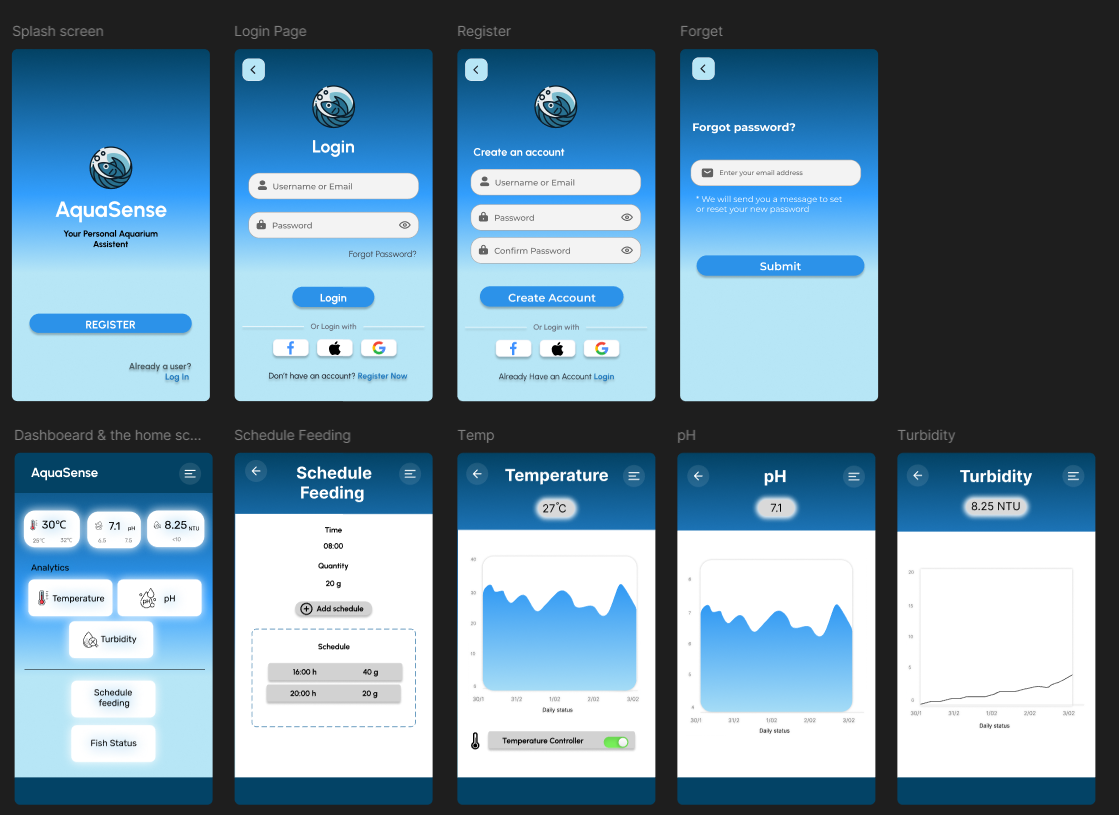 Splash screen
Login Page
Register
Forget
AquaSense
Your Personal Aquarium
Assistent
REGISTER
Already a user?
Log In
Login
Username or Email
Password
Forgot Password?
Login
Or Login with
Don't have an account? Register Now
Create an account
Username or Email
Password
Confirm Password
Create Account
Or Login with
Already Have an Account Login
Forgot password?
Enter your email address
* We will send you a message to set
or reset your new password
Submit
Dashboeard & the home sc...
Schedule Feeding
Temp
pH
Turbidity
AquaSense
30°C
25°C 32°C
7.1 pH
6.5 7.5
8.25 NTU
<10
Analytics
Temperature
pH
pH
Turbidity
Schedule
feeding
Fish Status
Schedule
Feeding
Time
08:00
Quantity
20 g
Add schedule
Schedule
16:00 h 40 g
20:00 h 20 g
Temperature
27°C
40
30
20
10
0
30/1 31/2 1/02 2/02 3/02
Daily status
Temperature Controller
pH
7.1
8
7
6
5
4
30/1 31/2 1/02 2/02 3/02
Daily status
Turbidity
8.25 NTU
20
15
10
5
0
30/1 31/2 1/02 2/02 3/02
Daily status